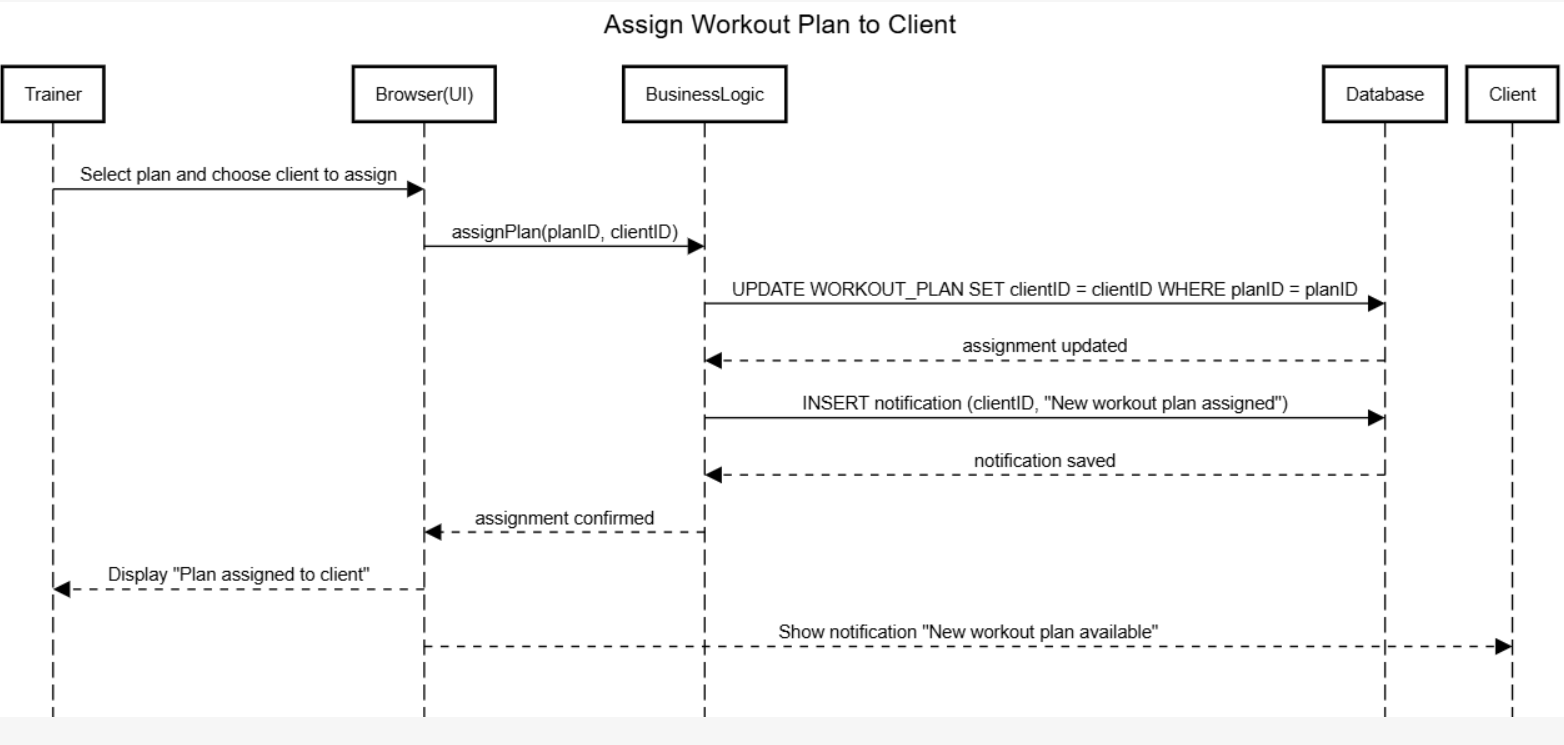 Assign Workout Plan to Client
Trainer
Browser(UI)
BusinessLogic
Database
Client
Select plan and choose client to assign
assignPlan(planID, clientID)
UPDATE WORKOUT_PLAN SET clientID = clientID WHERE planID = planID
assignment updated
INSERT notification (clientID, "New workout plan assigned")
notification saved
assignment confirmed
Display "Plan assigned to client"
Show notification "New workout plan available"